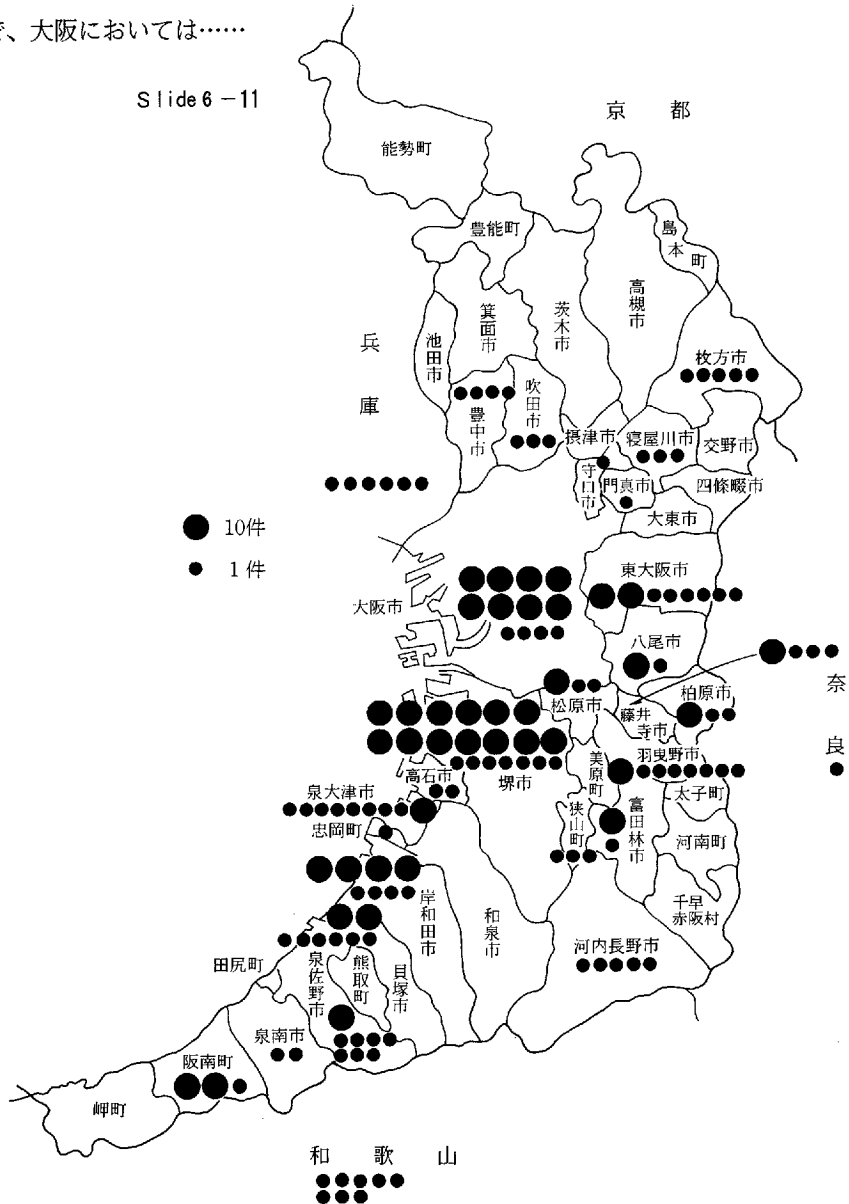 で、大阪においては……
Slide 6-11
京都
能勢町
豊能町
島本町
高槻市
茨木市
箕面市
池田市
兵庫
枚方市
吹田市
豊中市
摂津市
寝屋川市
交野市
守口市
門真市
四條畷市
大東市
10件
1件
東大阪市
大阪市
八尾市
柏原市
奈良
松原市
藤井寺市
羽曳野市
美原町
高石市
堺市
泉大津市
太子町
忠岡町
狭山町
富田林市
河南町
千早赤阪村
岸和田市
和泉市
河内長野市
田尻町
泉佐野市
熊取町
貝塚市
泉南市
阪南町
岬町
和歌山